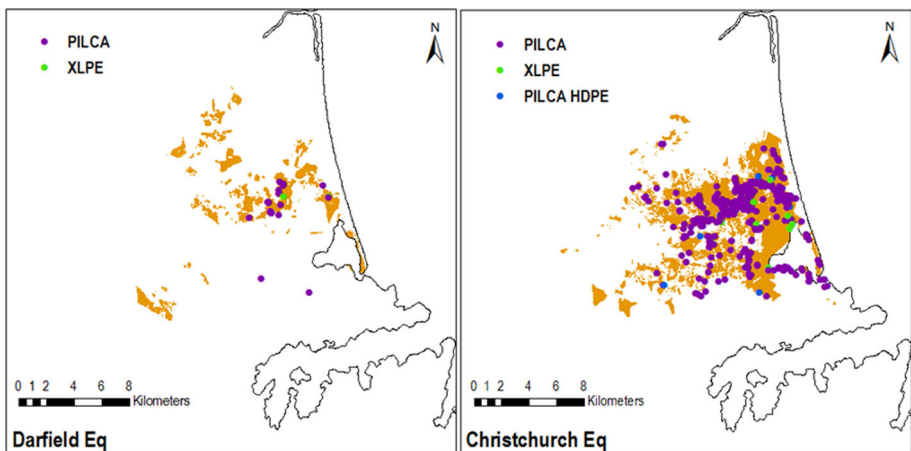 PILCA
XLPE
N
0 1 2 4 6 8
Kilometers
Darfield Eq
PILCA
XLPE
PILCA HDPE
N
0 1 2 4 6 8
Kilometers
Christchurch Eq